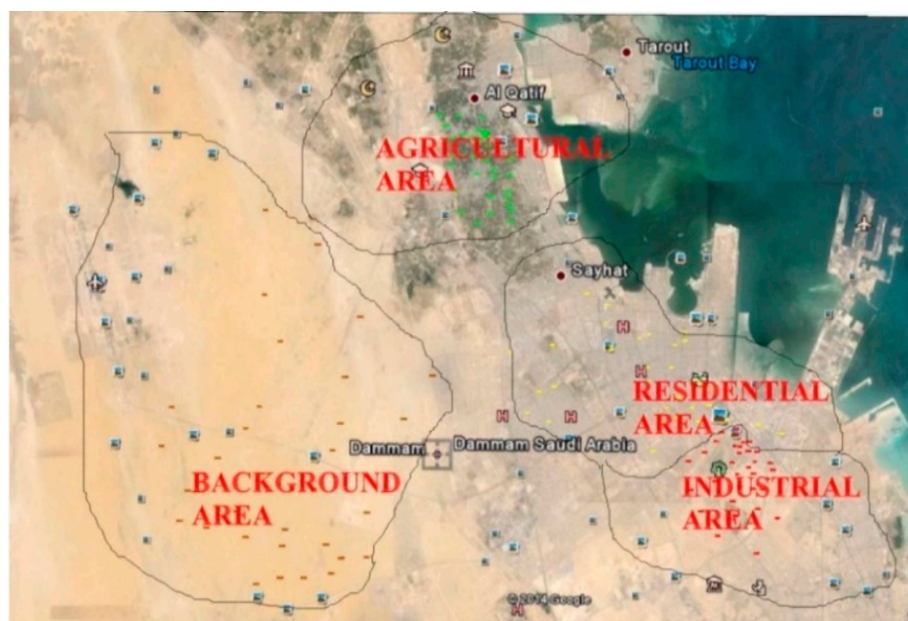 Tarout
Tarout Bay
Al Qatif
AGRICULTURAL
AREA
Sayhat
H
H
RESIDENTIAL
AREA
H
H
Dammam
Dammam Saudi Arabia
BACKGROUND
AREA
INDUSTRIAL
AREA
© 2014 Google
H